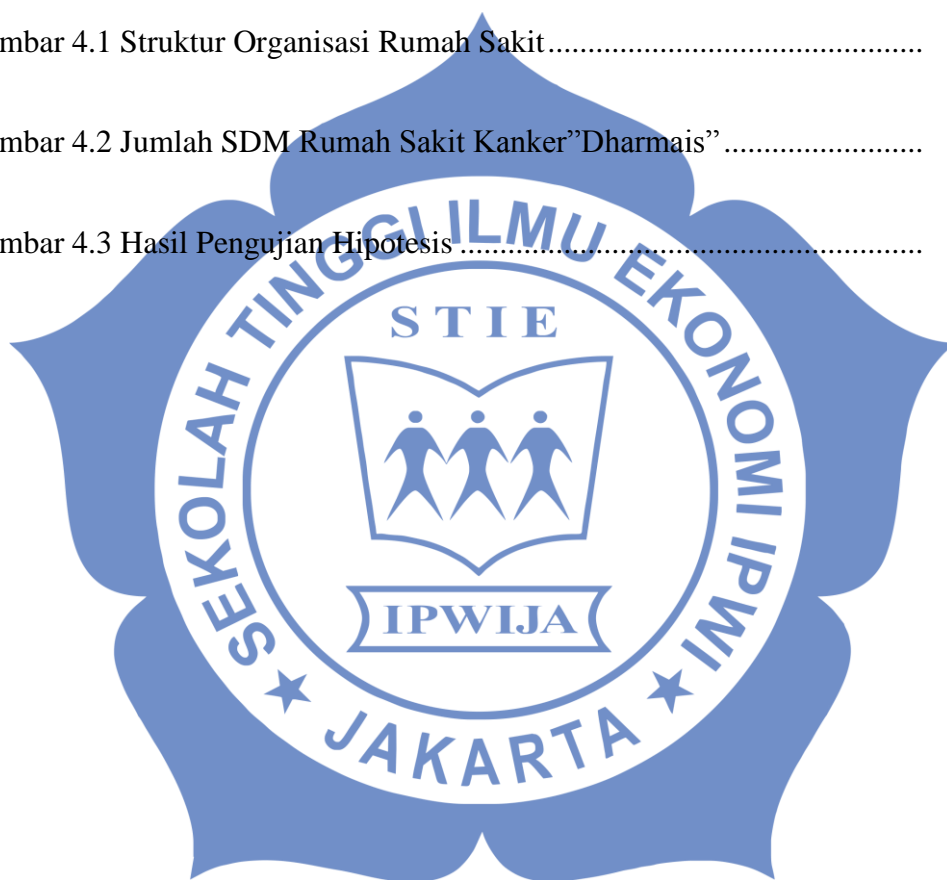 mbar 4.1 Struktur Organisasi Rumah Sakit...............................................
mbar 4.2 Jumlah SDM Rumah Sakit Kanker”Dharmais”.........................
mbar 4.3 Hasil Pengujian Hipotesis..........................................................
SEKOLAH TINGGI ILMU EKONOMI IPWI
STIE
IPWIJA
★ JAKARTA ★